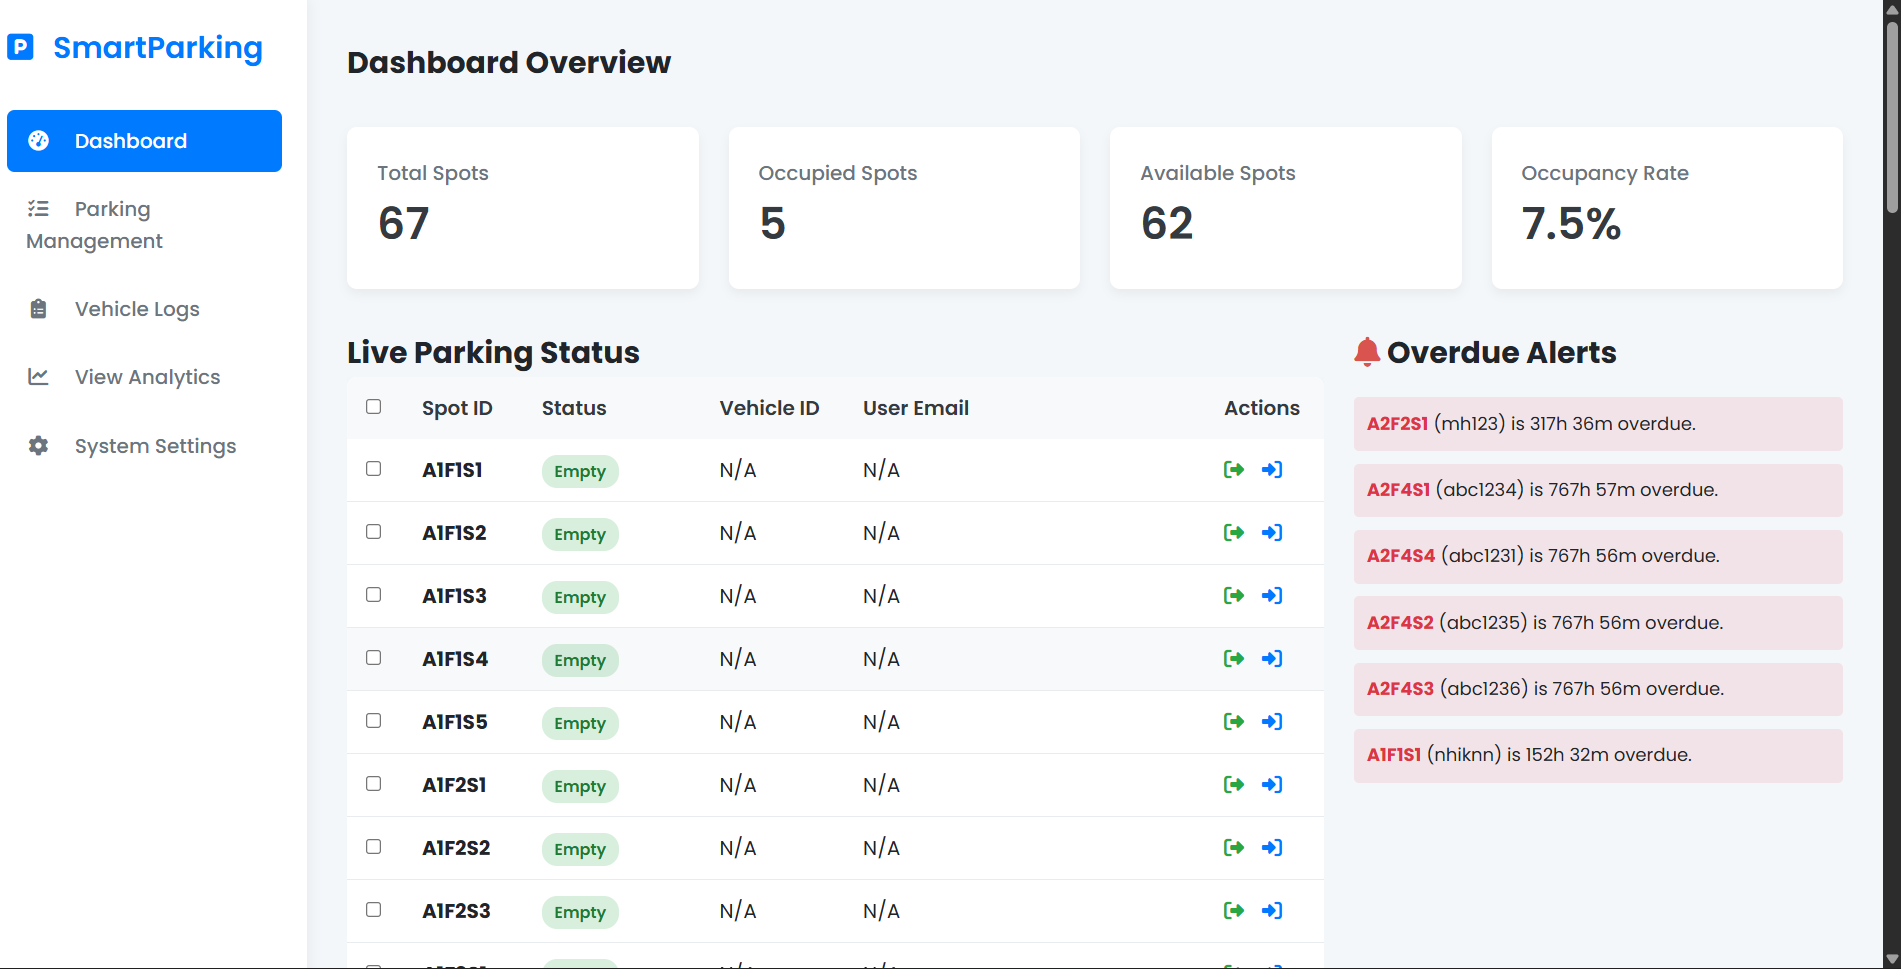 SmartParking
Dashboard
Parking
Management
Vehicle Logs
View Analytics
System Settings
Dashboard Overview
Total Spots
67
Occupied Spots
5
Available Spots
62
Occupancy Rate
7.5%
Live Parking Status
Spot ID Status Vehicle ID User Email Actions
A1F1S1 Empty N/A N/A
A1F1S2 Empty N/A N/A
A1F1S3 Empty N/A N/A
A1F1S4 Empty N/A N/A
A1F1S5 Empty N/A N/A
A1F2S1 Empty N/A N/A
A1F2S2 Empty N/A N/A
A1F2S3 Empty N/A N/A
Overdue Alerts
A2F2S1 (mh123) is 317h 36m overdue.
A2F4S1 (abc1234) is 767h 57m overdue.
A2F4S4 (abc1231) is 767h 56m overdue.
A2F4S2 (abc1235) is 767h 56m overdue.
A2F4S3 (abc1236) is 767h 56m overdue.
A1F1S1 (nhiknn) is 152h 32m overdue.